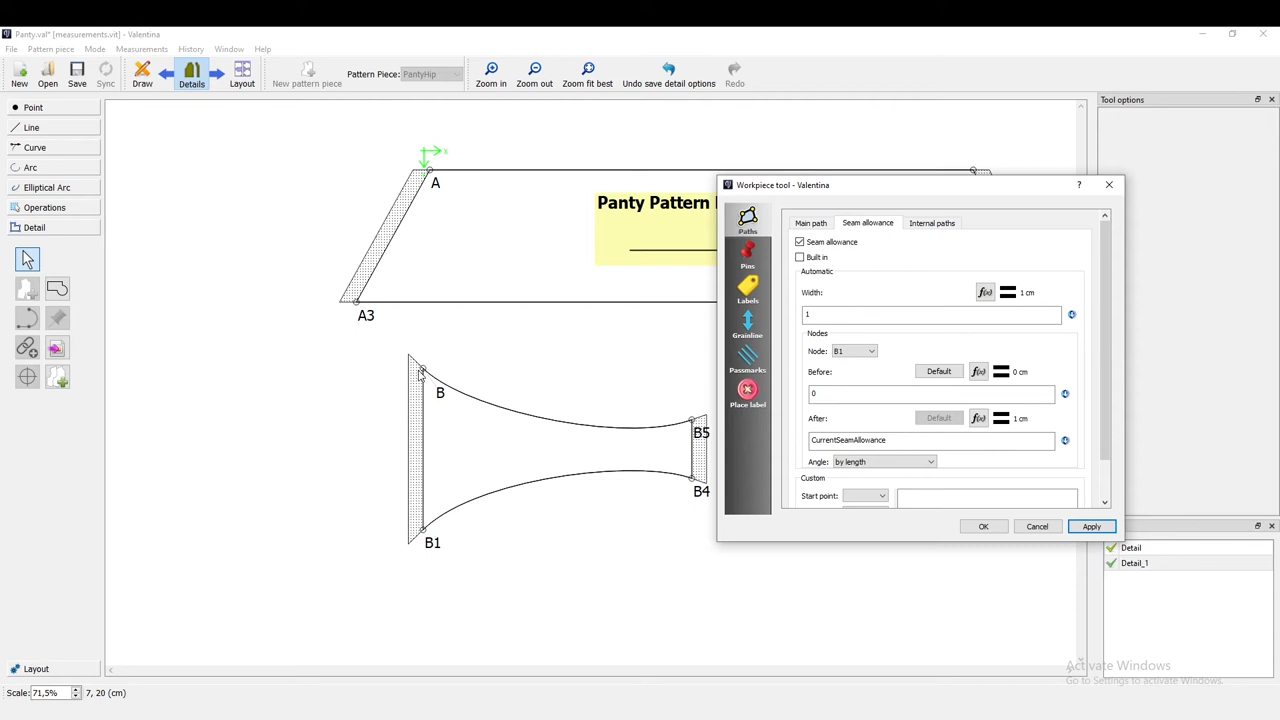 Panty.val* [measurements.vit] - Valentina
File Pattern piece Mode Measurements History Window Help
New Open Save Sync Draw Details Layout New pattern piece Pattern Piece: PantyHip Zoom in Zoom out Zoom fit best Undo save detail options Redo
Point
Line
Curve
Arc
Elliptical Arc
Operations
Detail
Layout
Scale: 71,5% 7, 20 (cm)
x
A
Panty Pattern
A3
B
B5
B4
B1
Workpiece tool - Valentina ?
Paths
Pins
Labels
Grainline
Passmarks
Place label
Main path Seam allowance Internal paths
Seam allowance
Built in
Automatic
Width: f(x) 1 cm
1
Nodes
Node: B1
Before: Default f(x) 0 cm
0
After: Default f(x) 1 cm
CurrentSeamAllowance
Angle: by length
Custom
Start point:
OK Cancel Apply
Tool options
Detail
Detail_1
Activate Windows
Go to Settings to activate Windows.